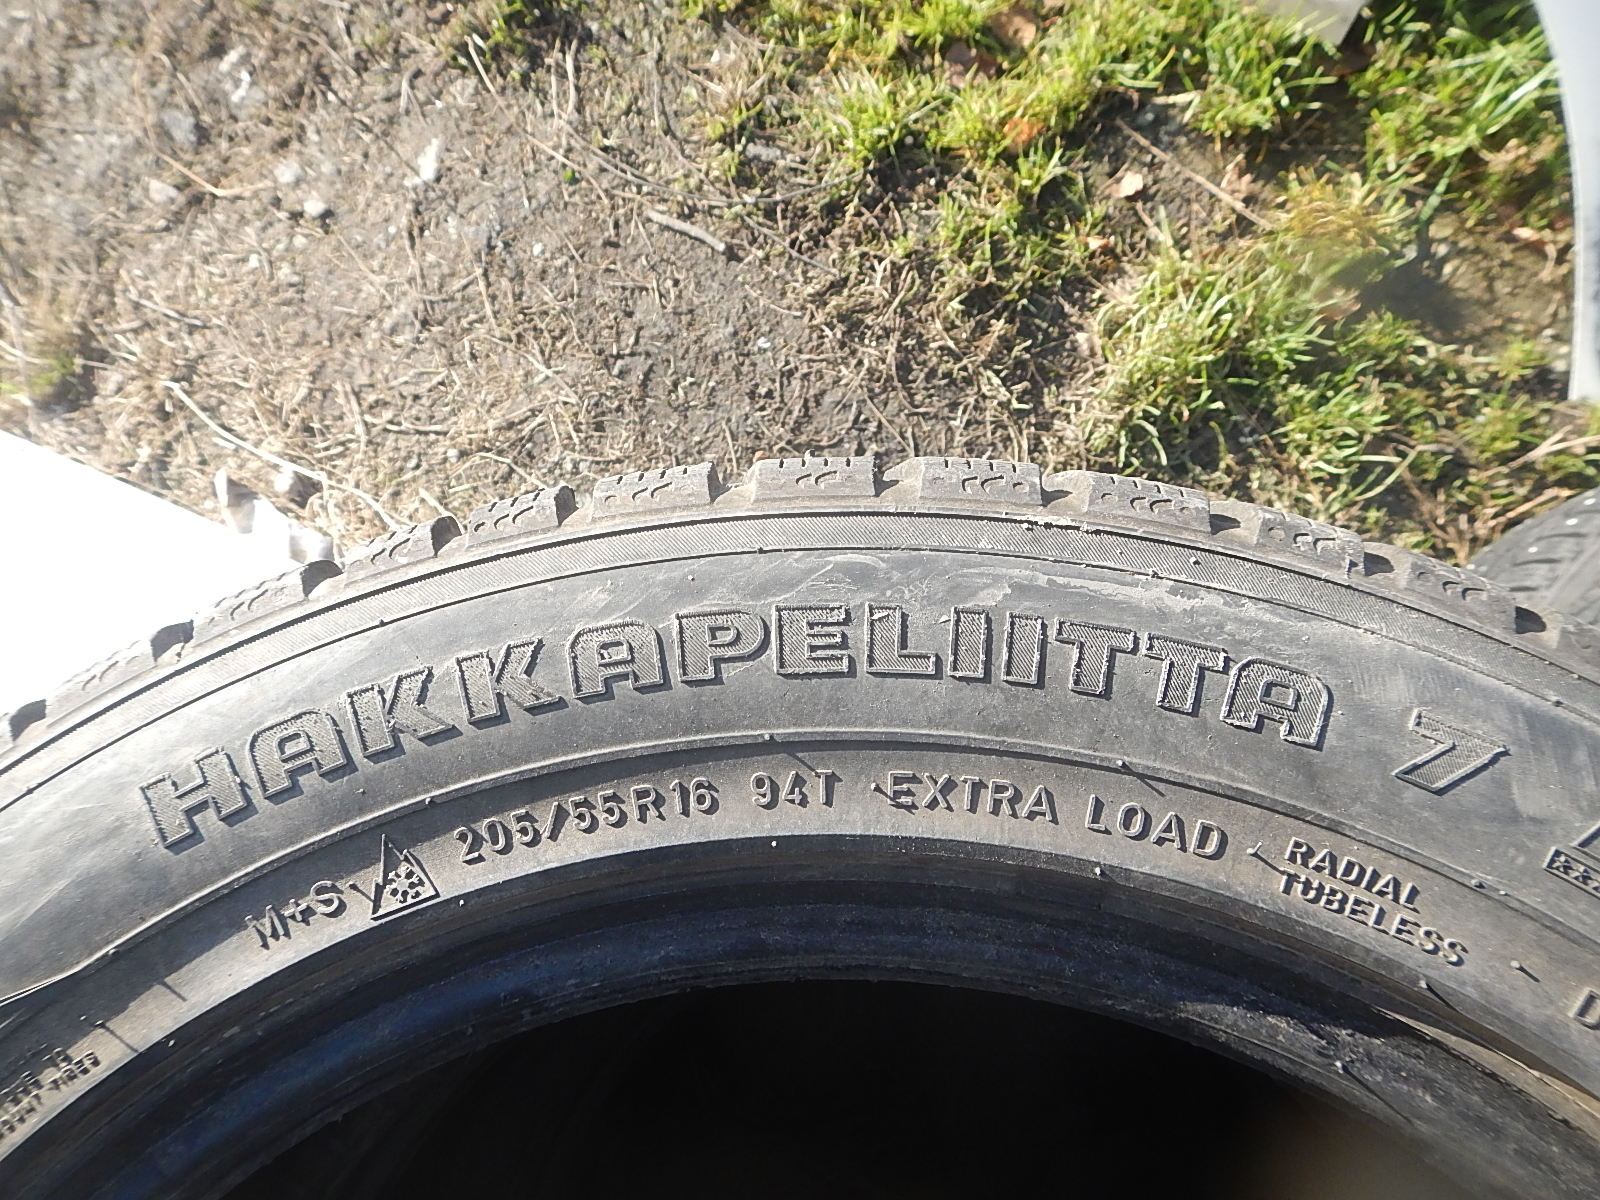 HAKKAPELIITTA 7
M+S 205/55R16 94T EXTRA LOAD RADIAL
TUBELESS